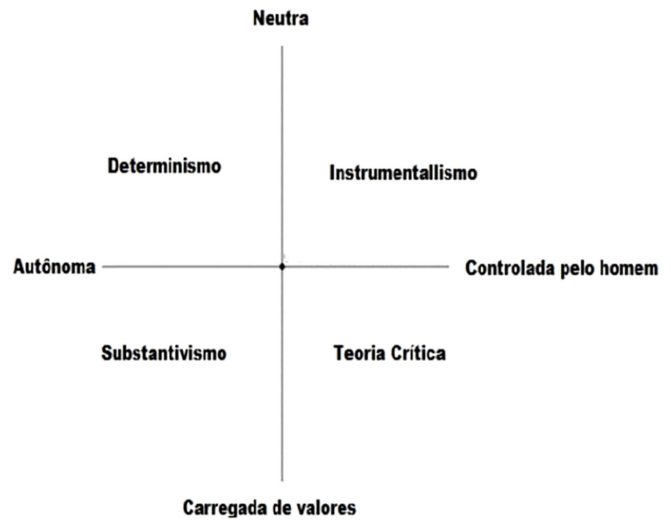 Neutra
Determinismo
Instrumentallismo
Autônoma
Controlada pelo homem
Substantivismo
Teoria Crítica
Carregada de valores